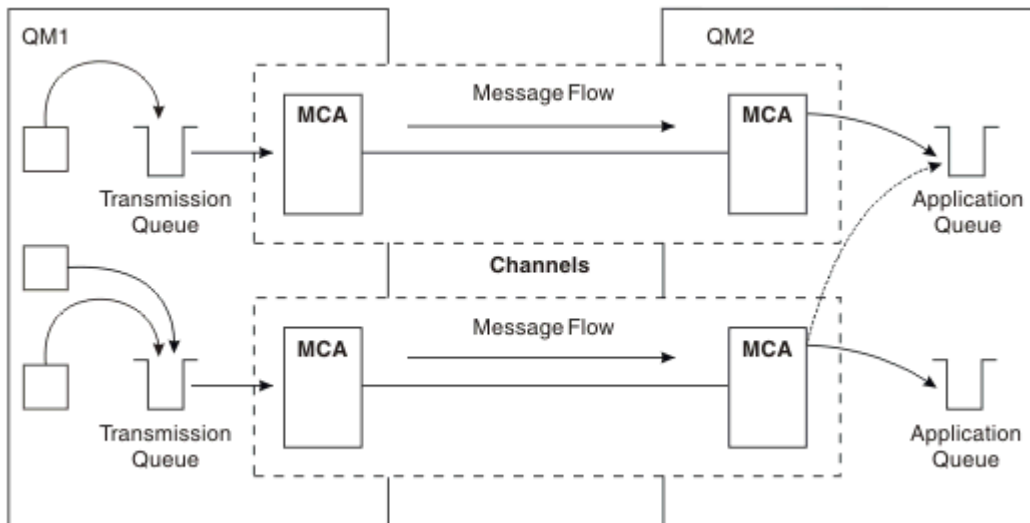 QM1
QM2
Message Flow
MCA
MCA
Transmission
Queue
Application
Queue
Channels
Message Flow
MCA
MCA
Transmission
Queue
Application
Queue